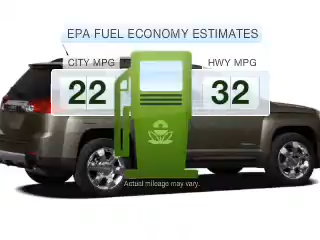 EPA FUEL ECONOMY ESTIMATES
CITY MPG HWY MPG
22 32
Actual mileage may vary.